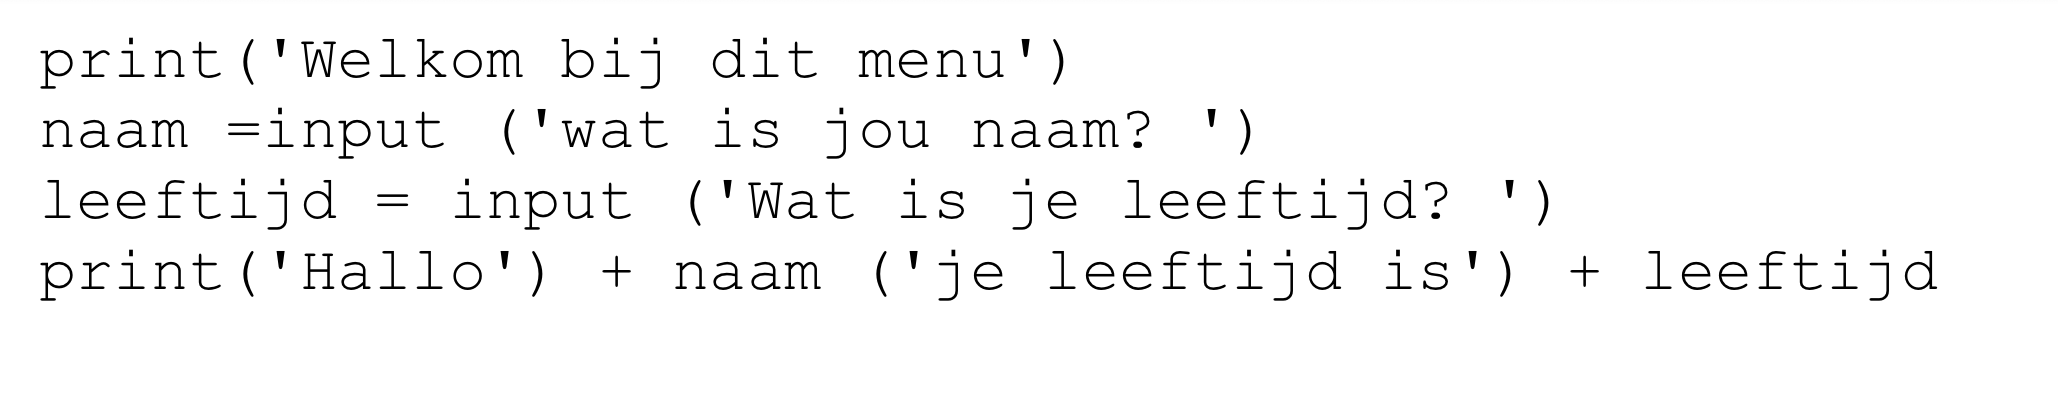 print('Welkom bij dit menu')
naam =input ('wat is jou naam? ')
leeftijd = input ('Wat is je leeftijd? ')
print('Hallo') + naam ('je leeftijd is') + leeftijd